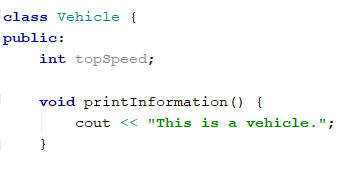 class Vehicle {
public:
    int topSpeed;

    void printInformation() {
        cout << "This is a vehicle.";
    }